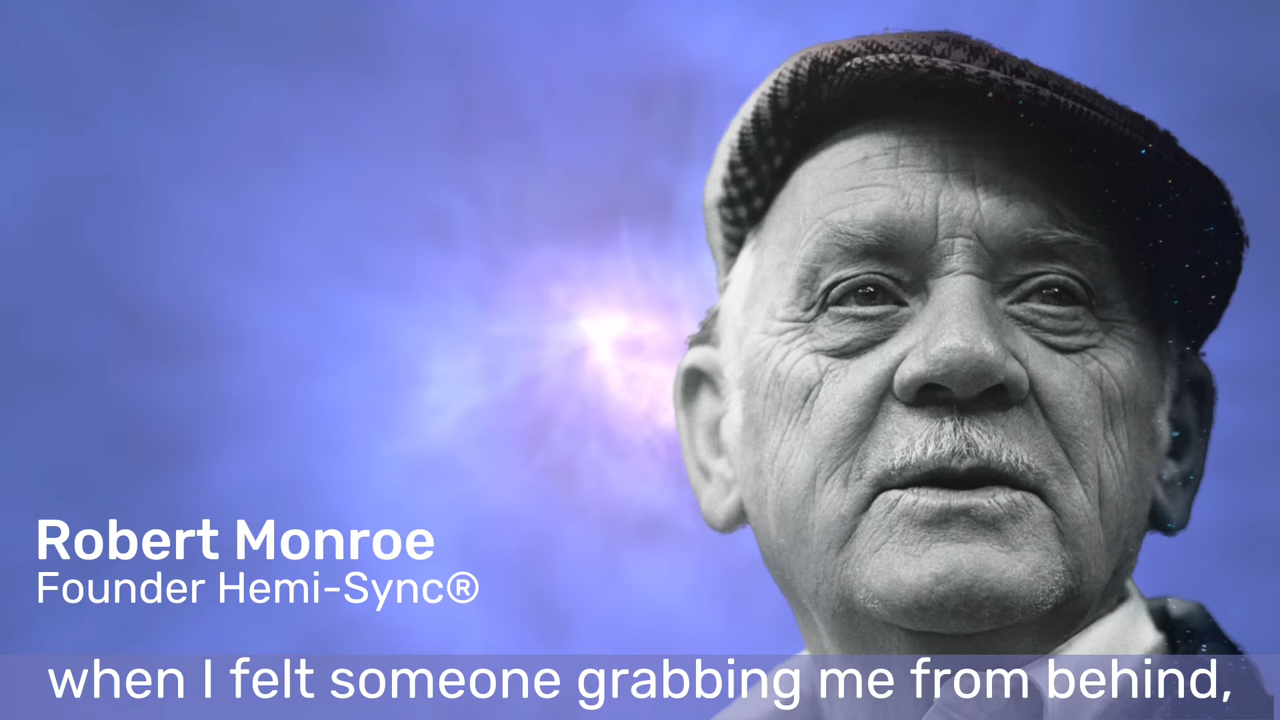 Robert Monroe
Founder Hemi-Sync®
when I felt someone grabbing me from behind,